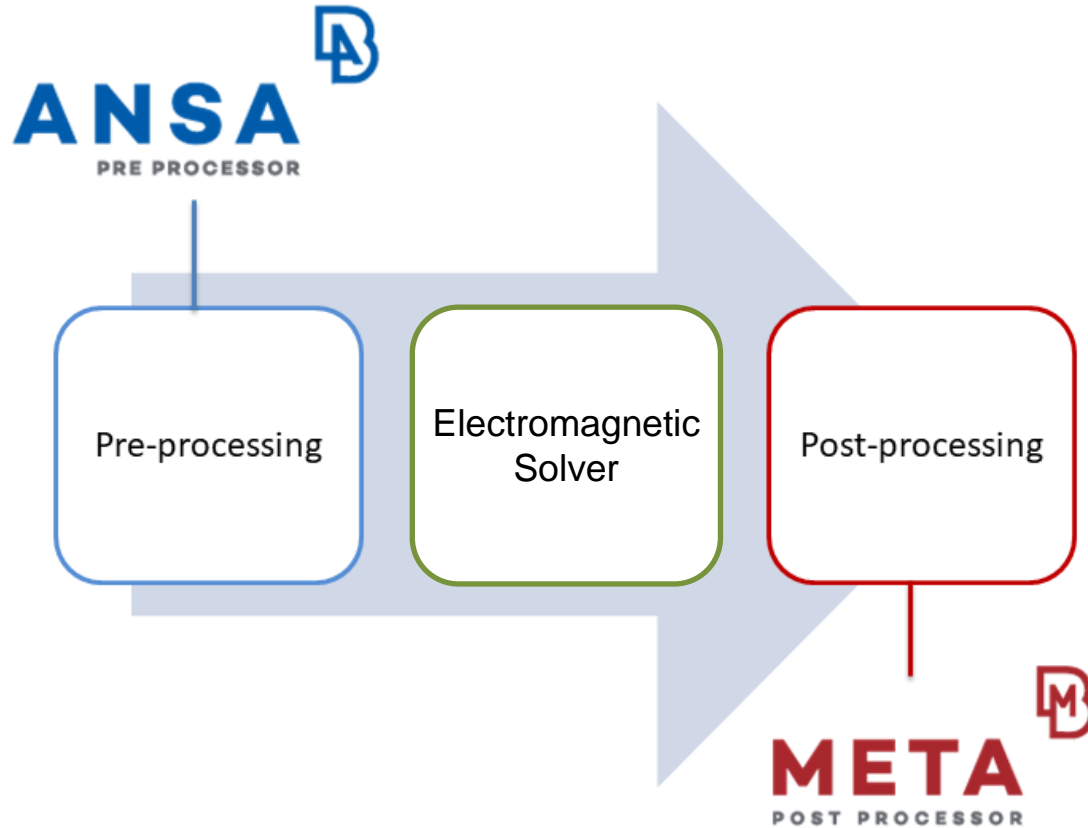 ANSA
PRE PROCESSOR
Pre-processing
Electromagnetic
Solver
Post-processing
META
POST PROCESSOR